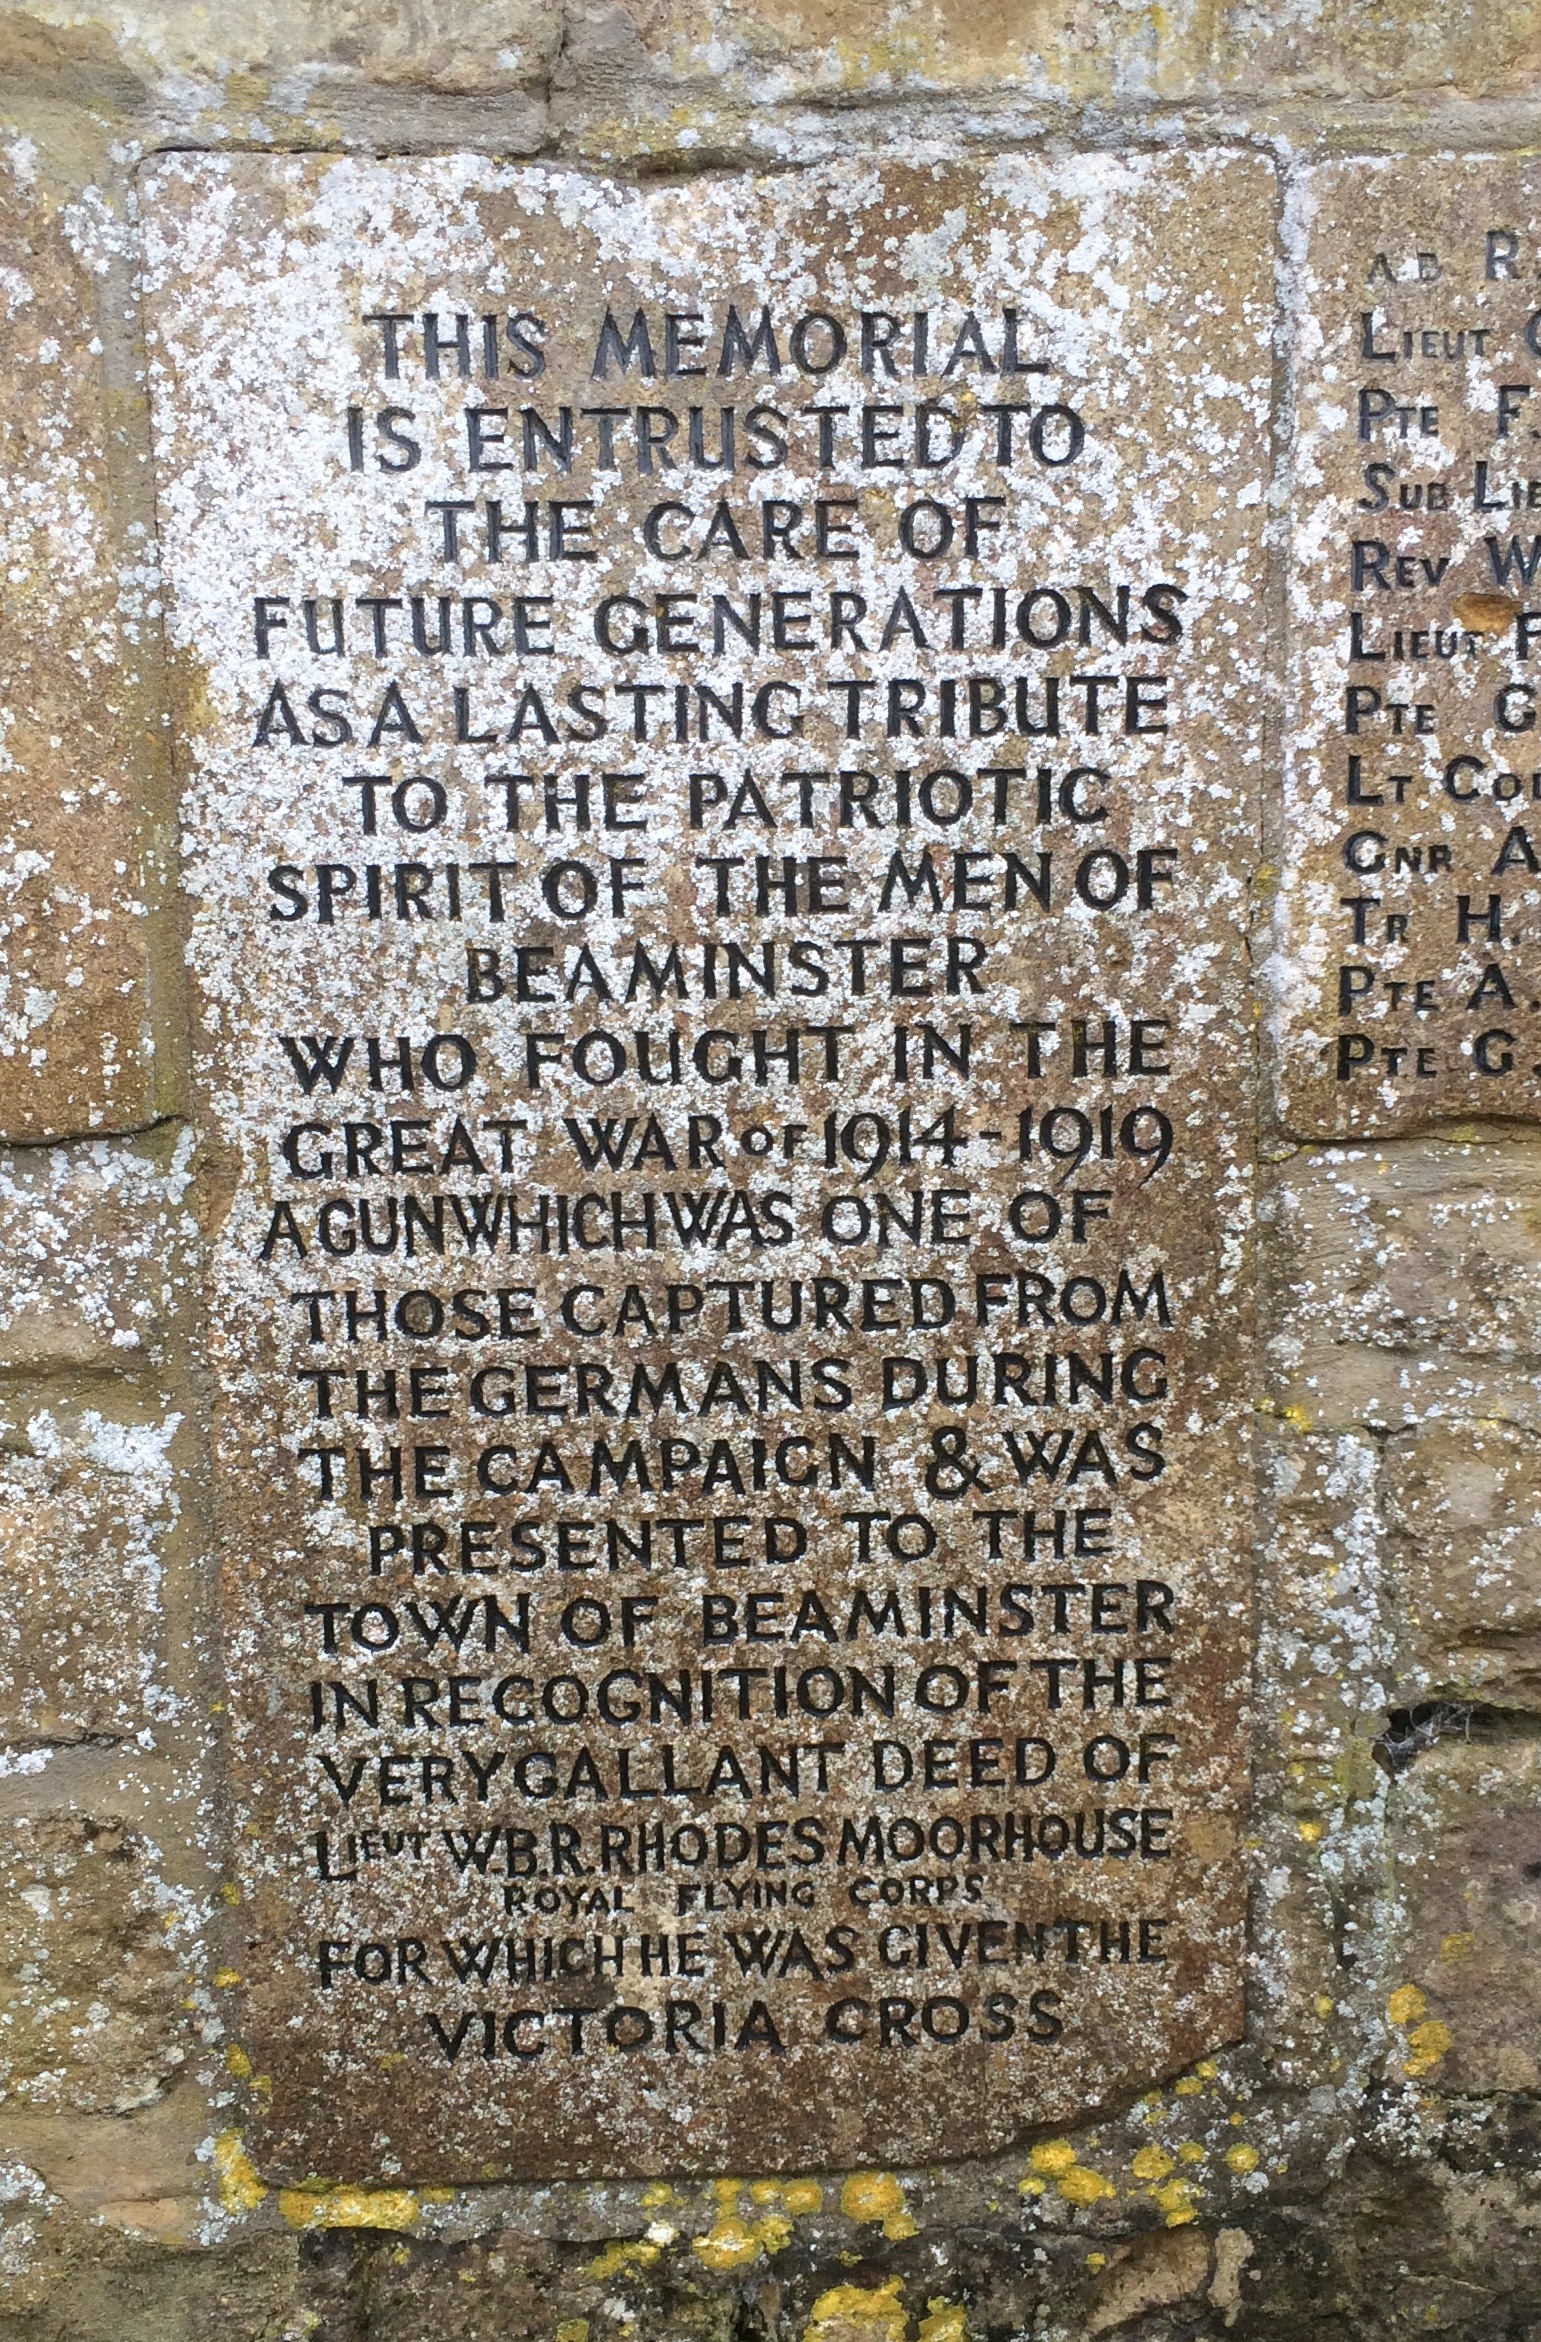 THIS MEMORIAL
IS ENTRUSTED TO
THE CARE OF
FUTURE GENERATIONS
AS A LASTING TRIBUTE
TO THE PATRIOTIC
SPIRIT OF THE MEN OF
BEAMINSTER
WHO FOUGHT IN THE
GREAT WAR OF 1914-1919
A GUN WHICH WAS ONE OF
THOSE CAPTURED FROM
THE GERMANS DURING
THE CAMPAIGN & WAS
PRESENTED TO THE
TOWN OF BEAMINSTER
IN RECOGNITION OF THE
VERY GALLANT DEED OF
LIEUT W.B.R. RHODES MOORHOUSE
ROYAL FLYING CORPS
FOR WHICH HE WAS GIVEN THE
VICTORIA CROSS
AB R.
LIEUT
PTE F.
SUB LIE
REV W
LIEUT F
PTE G
LT COL
GNR A
TR H.
PTE A.
PTE G.